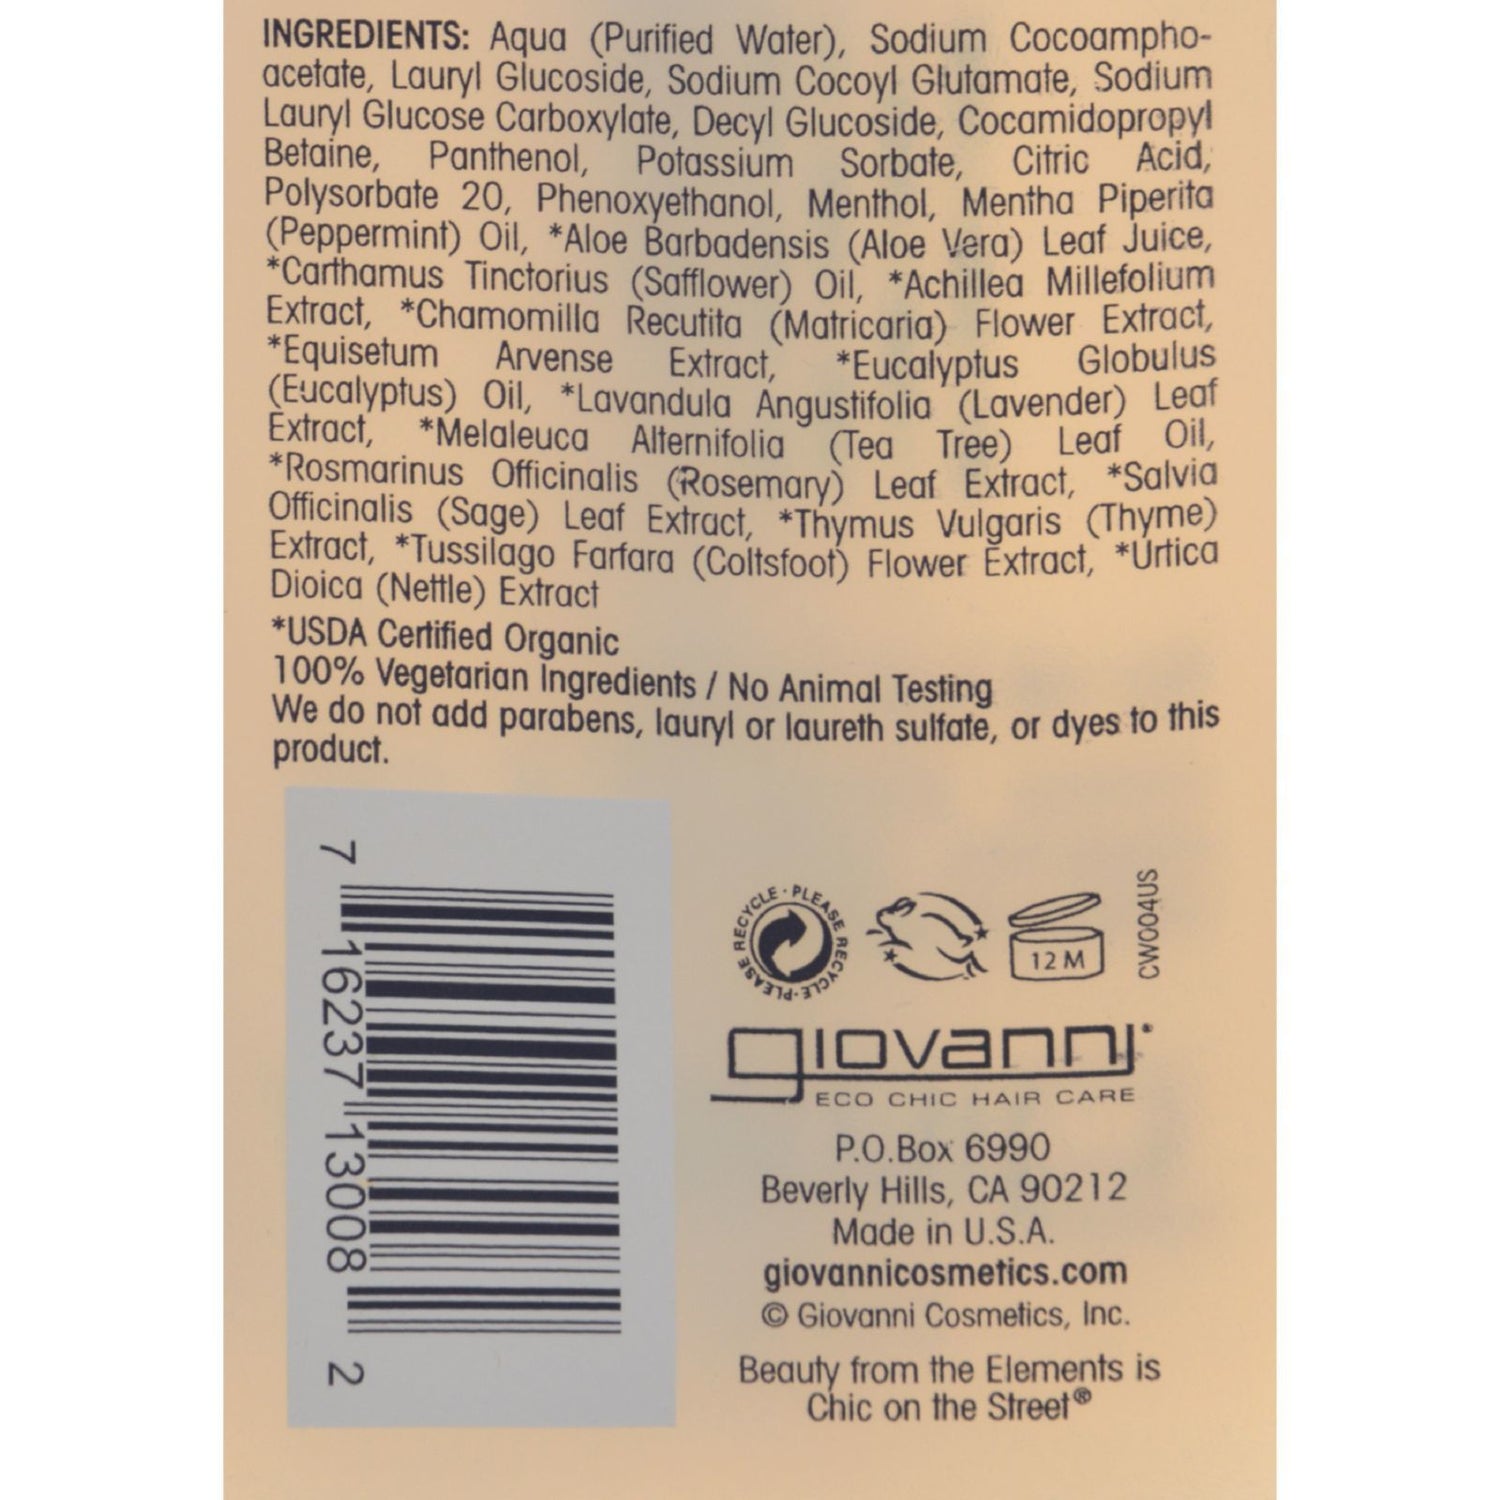 INGREDIENTS: Aqua (Purified Water), Sodium Cocoampho-
acetate, Lauryl Glucoside, Sodium Cocoyl Glutamate, Sodium
Lauryl Glucose Carboxylate, Decyl Glucoside, Cocamidopropyl
Betaine, Panthenol, Potassium Sorbate, Citric Acid,
Polysorbate 20, Phenoxyethanol, Menthol, Mentha Piperita
(Peppermint) Oil, *Aloe Barbadensis (Aloe Vera) Leaf Juice,
*Carthamus Tinctorius (Safflower) Oil, *Achillea Millefolium
Extract, *Chamomilla Recutita (Matricaria) Flower Extract,
*Equisetum Arvense Extract, *Eucalyptus Globulus
(Eucalyptus) Oil, *Lavandula Angustifolia (Lavender) Leaf
Extract, *Melaleuca Alternifolia (Tea Tree) Leaf Oil,
*Rosmarinus Officinalis (Rosemary) Leaf Extract, *Salvia
Officinalis (Sage) Leaf Extract, *Thymus Vulgaris (Thyme)
Extract, *Tussilago Farfara (Coltsfoot) Flower Extract, *Urtica
Dioica (Nettle) Extract
*USDA Certified Organic
100% Vegetarian Ingredients / No Animal Testing
We do not add parabens, lauryl or laureth sulfate, or dyes to this
product.
7 16237 13008 2
PLEASE RECYCLE · PLEASE RECYCLE ·
12 M
CW004US
giovanni
ECO CHIC HAIR CARE
P.O.Box 6990
Beverly Hills, CA 90212
Made in U.S.A.
giovannicosmetics.com
© Giovanni Cosmetics, Inc.
Beauty from the Elements is
Chic on the Street®